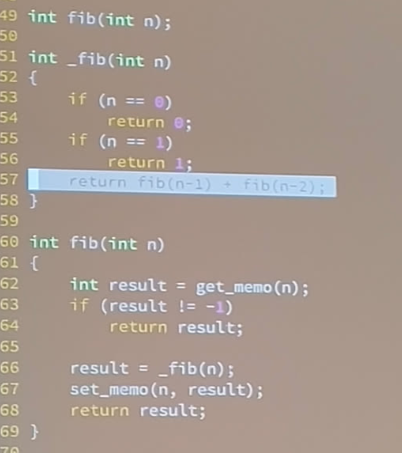 49 int fib(int n);
50
51 int _fib(int n)
52 {
53     if (n == 0)
54         return 0;
55     if (n == 1)
56         return 1;
57     return fib(n-1) + fib(n-2);
58 }
59
60 int fib(int n)
61 {
62     int result = get_memo(n);
63     if (result != -1)
64         return result;
65
66     result = _fib(n);
67     set_memo(n, result);
68     return result;
69 }
70